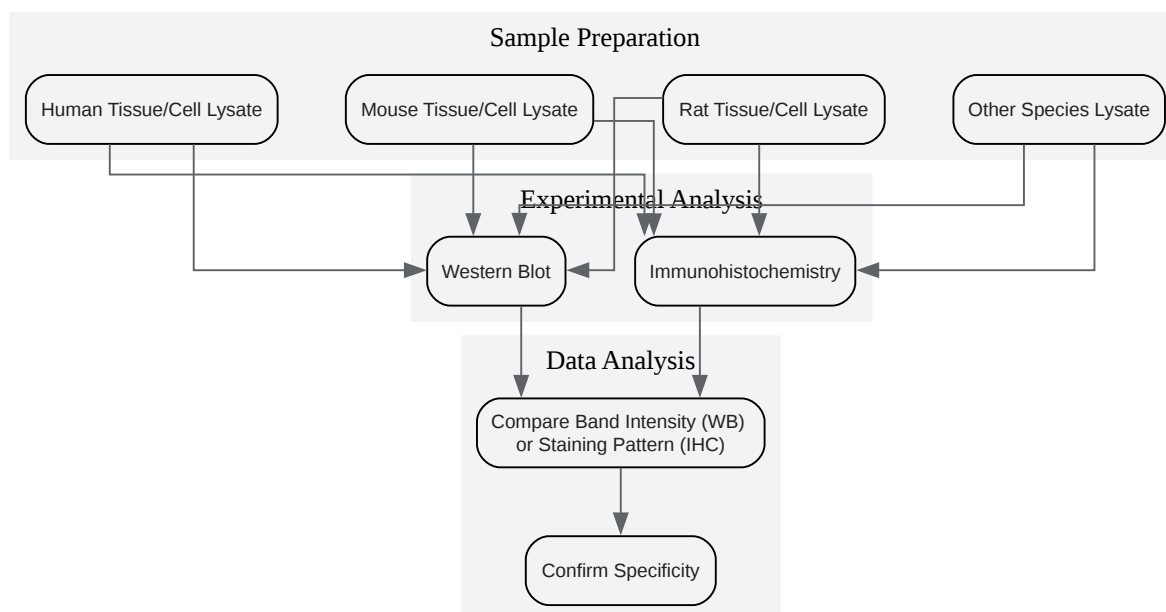 Sample Preparation
Human Tissue/Cell Lysate
Mouse Tissue/Cell Lysate
Rat Tissue/Cell Lysate
Other Species Lysate
Experimental Analysis
Western Blot
Immunohistochemistry
Data Analysis
Compare Band Intensity (WB)
or Staining Pattern (IHC)
Confirm Specificity